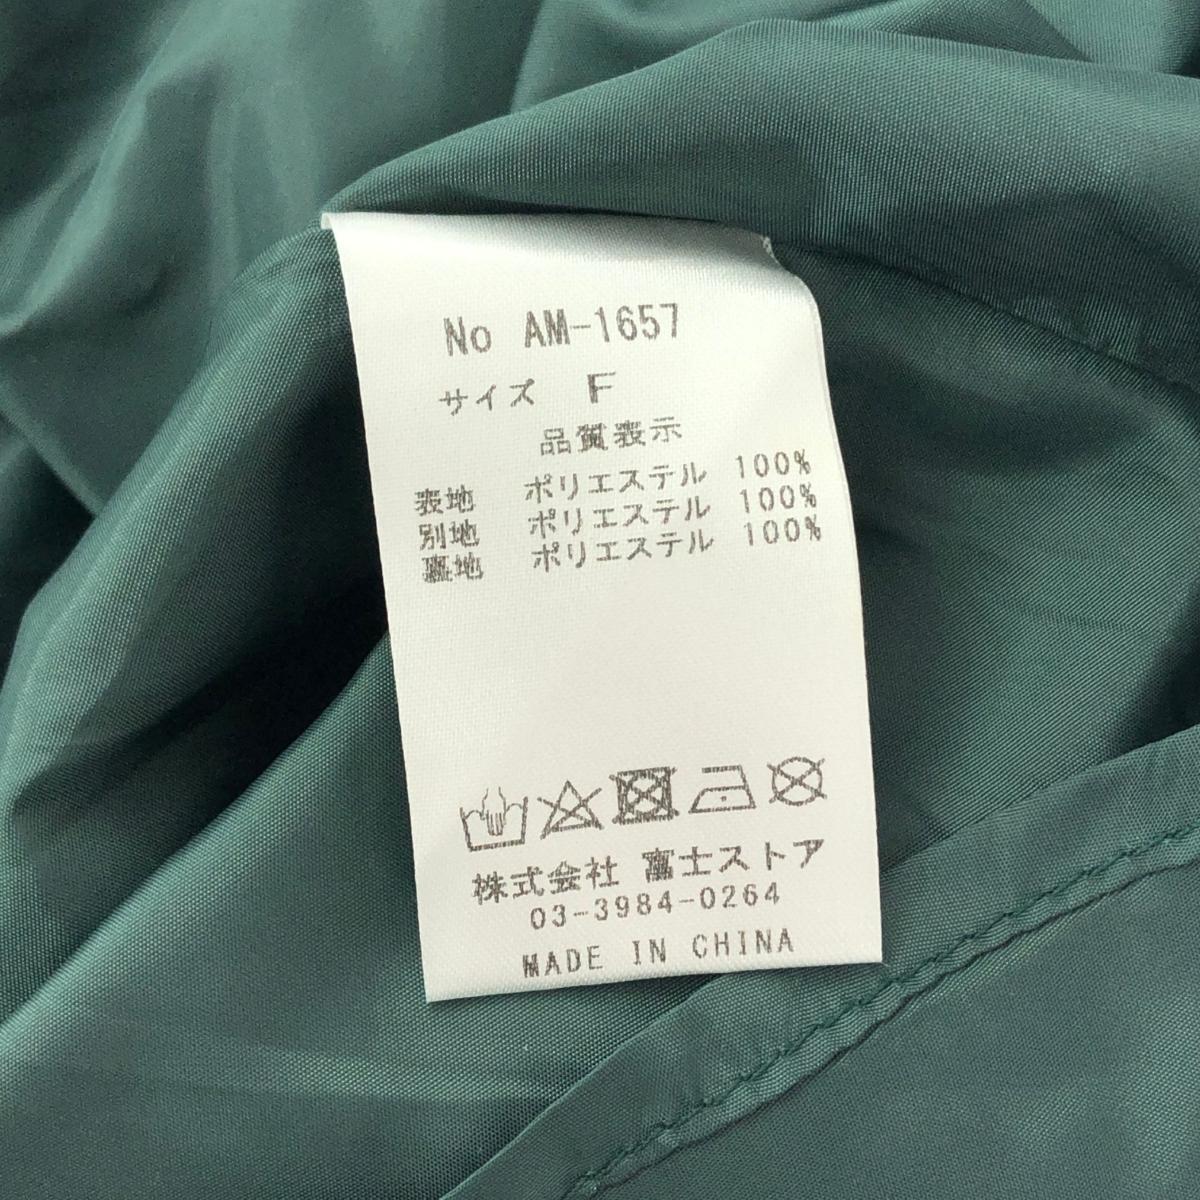 No AM-1657
サイズ F
品質表示
表地 ポリエステル 100%
別地 ポリエステル 100%
裏地 ポリエステル 100%
株式会社 富士ストア
03-3984-0264
MADE IN CHINA